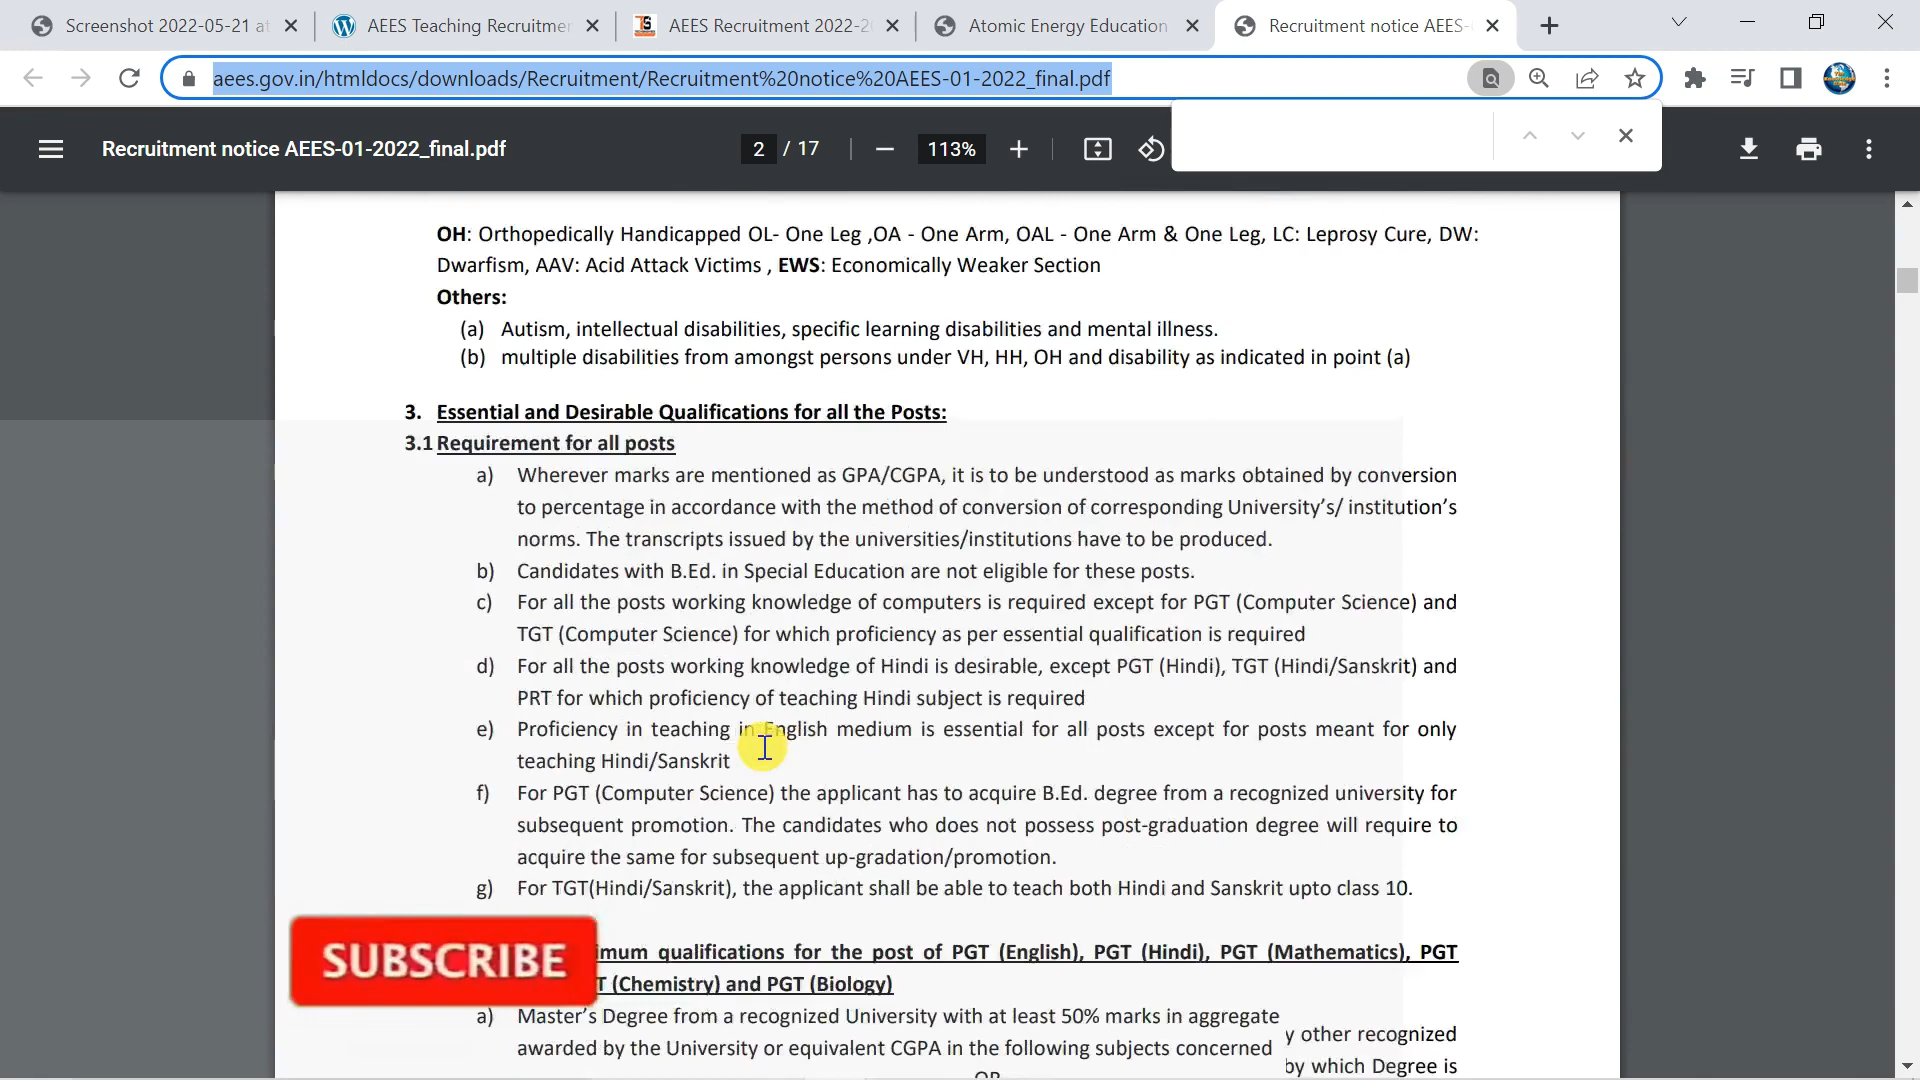 Screenshot 2022-05-21 at
AEES Teaching Recruitmen
AEES Recruitment 2022-2
Atomic Energy Education
Recruitment notice AEES-
aees.gov.in/htmldocs/downloads/Recruitment/Recruitment%20notice%20AEES-01-2022_final.pdf
Recruitment notice AEES-01-2022_final.pdf
2 / 17
113%
OH: Orthopedically Handicapped OL- One Leg ,OA - One Arm, OAL - One Arm & One Leg, LC: Leprosy Cure, DW:
Dwarfism, AAV: Acid Attack Victims , EWS: Economically Weaker Section
Others:
(a) Autism, intellectual disabilities, specific learning disabilities and mental illness.
(b) multiple disabilities from amongst persons under VH, HH, OH and disability as indicated in point (a)
3. Essential and Desirable Qualifications for all the Posts:
3.1 Requirement for all posts
a) Wherever marks are mentioned as GPA/CGPA, it is to be understood as marks obtained by conversion
to percentage in accordance with the method of conversion of corresponding University's/ institution's
norms. The transcripts issued by the universities/institutions have to be produced.
b) Candidates with B.Ed. in Special Education are not eligible for these posts.
c) For all the posts working knowledge of computers is required except for PGT (Computer Science) and
TGT (Computer Science) for which proficiency as per essential qualification is required
d) For all the posts working knowledge of Hindi is desirable, except PGT (Hindi), TGT (Hindi/Sanskrit) and
PRT for which proficiency of teaching Hindi subject is required
e) Proficiency in teaching in English medium is essential for all posts except for posts meant for only
teaching Hindi/Sanskrit
f) For PGT (Computer Science) the applicant has to acquire B.Ed. degree from a recognized university for
subsequent promotion. The candidates who does not possess post-graduation degree will require to
acquire the same for subsequent up-gradation/promotion.
g) For TGT(Hindi/Sanskrit), the applicant shall be able to teach both Hindi and Sanskrit upto class 10.
SUBSCRIBE
imum qualifications for the post of PGT (English), PGT (Hindi), PGT (Mathematics), PGT
T (Chemistry) and PGT (Biology)
a) Master's Degree from a recognized University with at least 50% marks in aggregate
y other recognized
awarded by the University or equivalent CGPA in the following subjects concerned
by which Degree is
OR